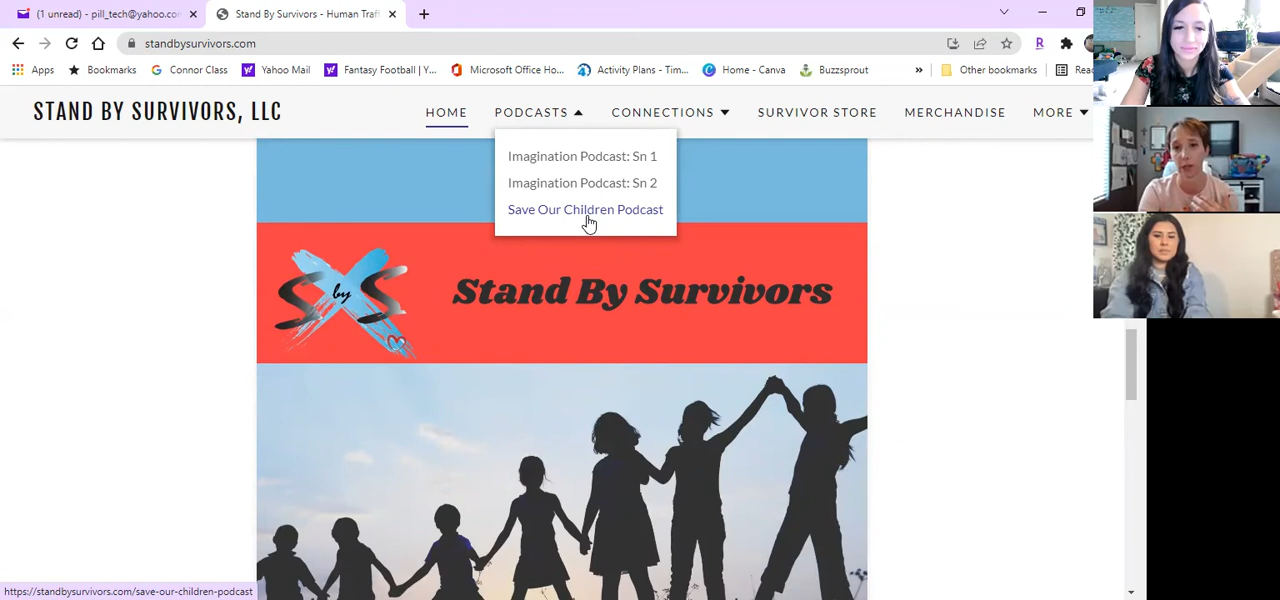 (1 unread) - pill_tech@yahoo.cor
Stand By Survivors - Human Traf
standbysurvivors.com
R
Apps
Bookmarks
Connor Class
Yahoo Mail
Fantasy Football | Y...
Microsoft Office Ho...
Activity Plans - Tim...
Home - Canva
Buzzsprout
»
Other bookmarks
Rea
STAND BY SURVIVORS, LLC
HOME
PODCASTS
CONNECTIONS
SURVIVOR STORE
MERCHANDISE
MORE
Imagination Podcast: Sn 1
Imagination Podcast: Sn 2
Save Our Children Podcast
S by S
Stand By Survivors
https://standbysurvivors.com/save-our-children-podcast